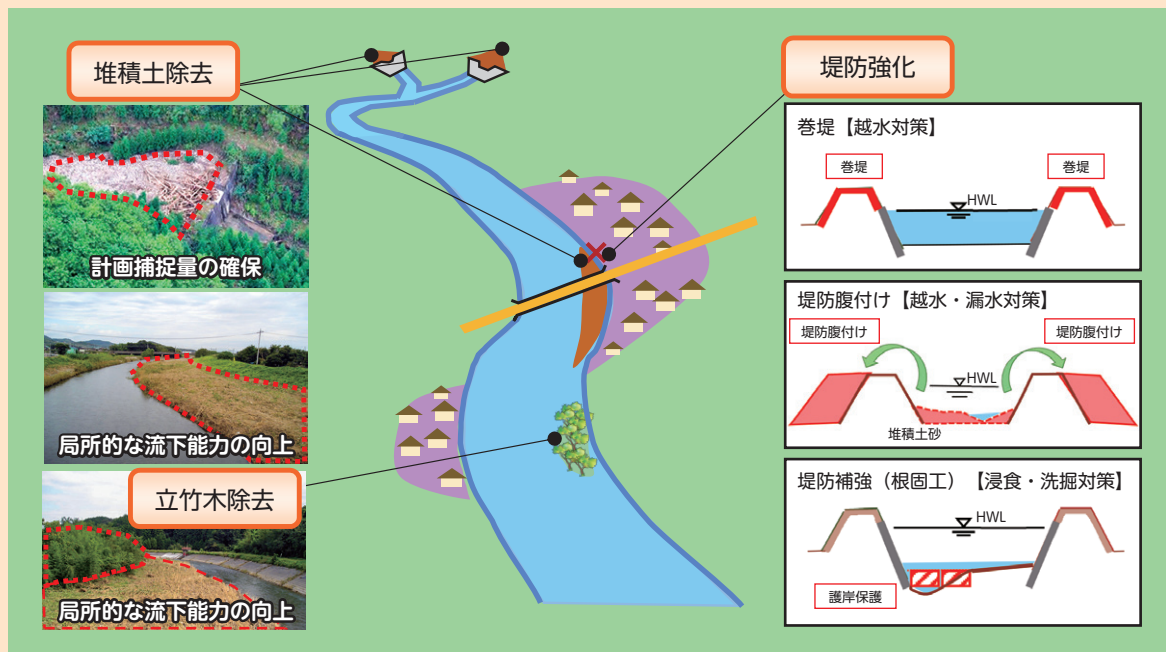 堆積土除去
計画捕捉量の確保
局所的な流下能力の向上
立竹木除去
局所的な流下能力の向上
堤防強化
巻堤【越水対策】
巻堤
巻堤
HWL
堤防腹付け【越水・漏水対策】
堤防腹付け
堤防腹付け
HWL
堆積土砂
堤防補強（根固工）【浸食・洗掘対策】
HWL
護岸保護